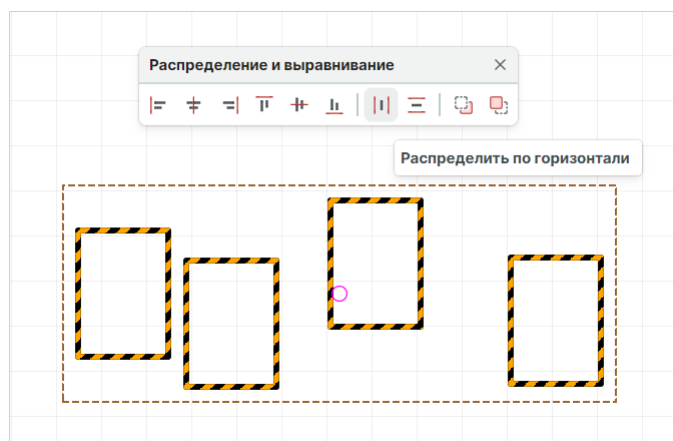 Распределение и выравнивание
Распределить по горизонтали